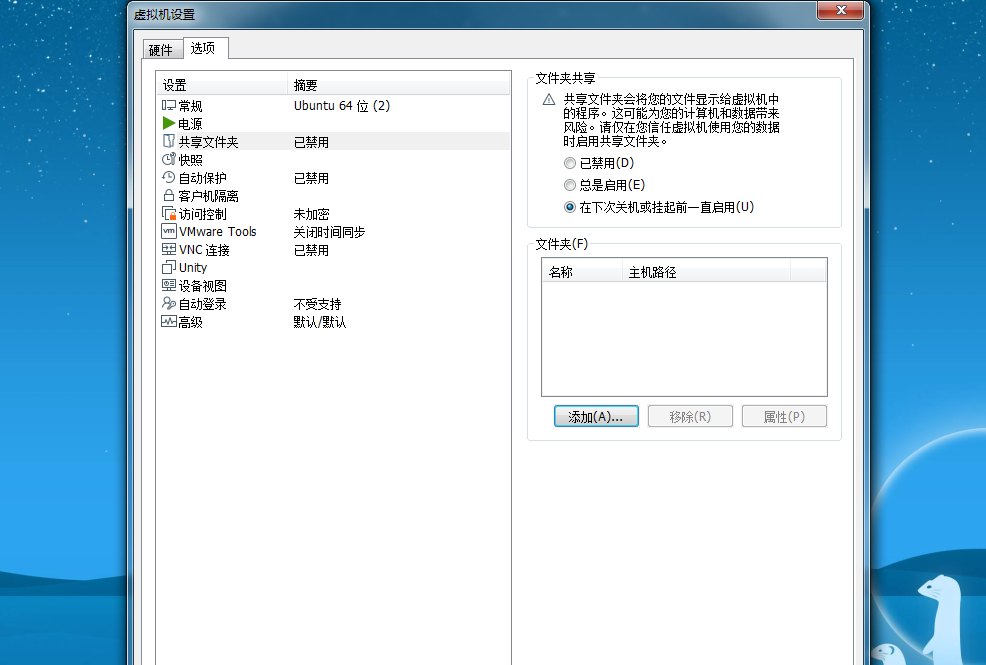 虚拟机设置
硬件 选项
设置 摘要
常规 Ubuntu 64 位 (2)
电源
共享文件夹 已禁用
快照
自动保护 已禁用
客户机隔离
访问控制 未加密
VMware Tools 关闭时间同步
VNC 连接 已禁用
Unity
设备视图
自动登录 不受支持
高级 默认/默认
文件夹共享
共享文件夹会将您的文件显示给虚拟机中
的程序。这可能为您的计算机和数据带来
风险。请仅在您信任虚拟机使用您的数据
时启用共享文件夹。
已禁用(D)
总是启用(E)
在下次关机或挂起前一直启用(U)
文件夹(F)
名称 主机路径
添加(A)... 移除(R) 属性(P)